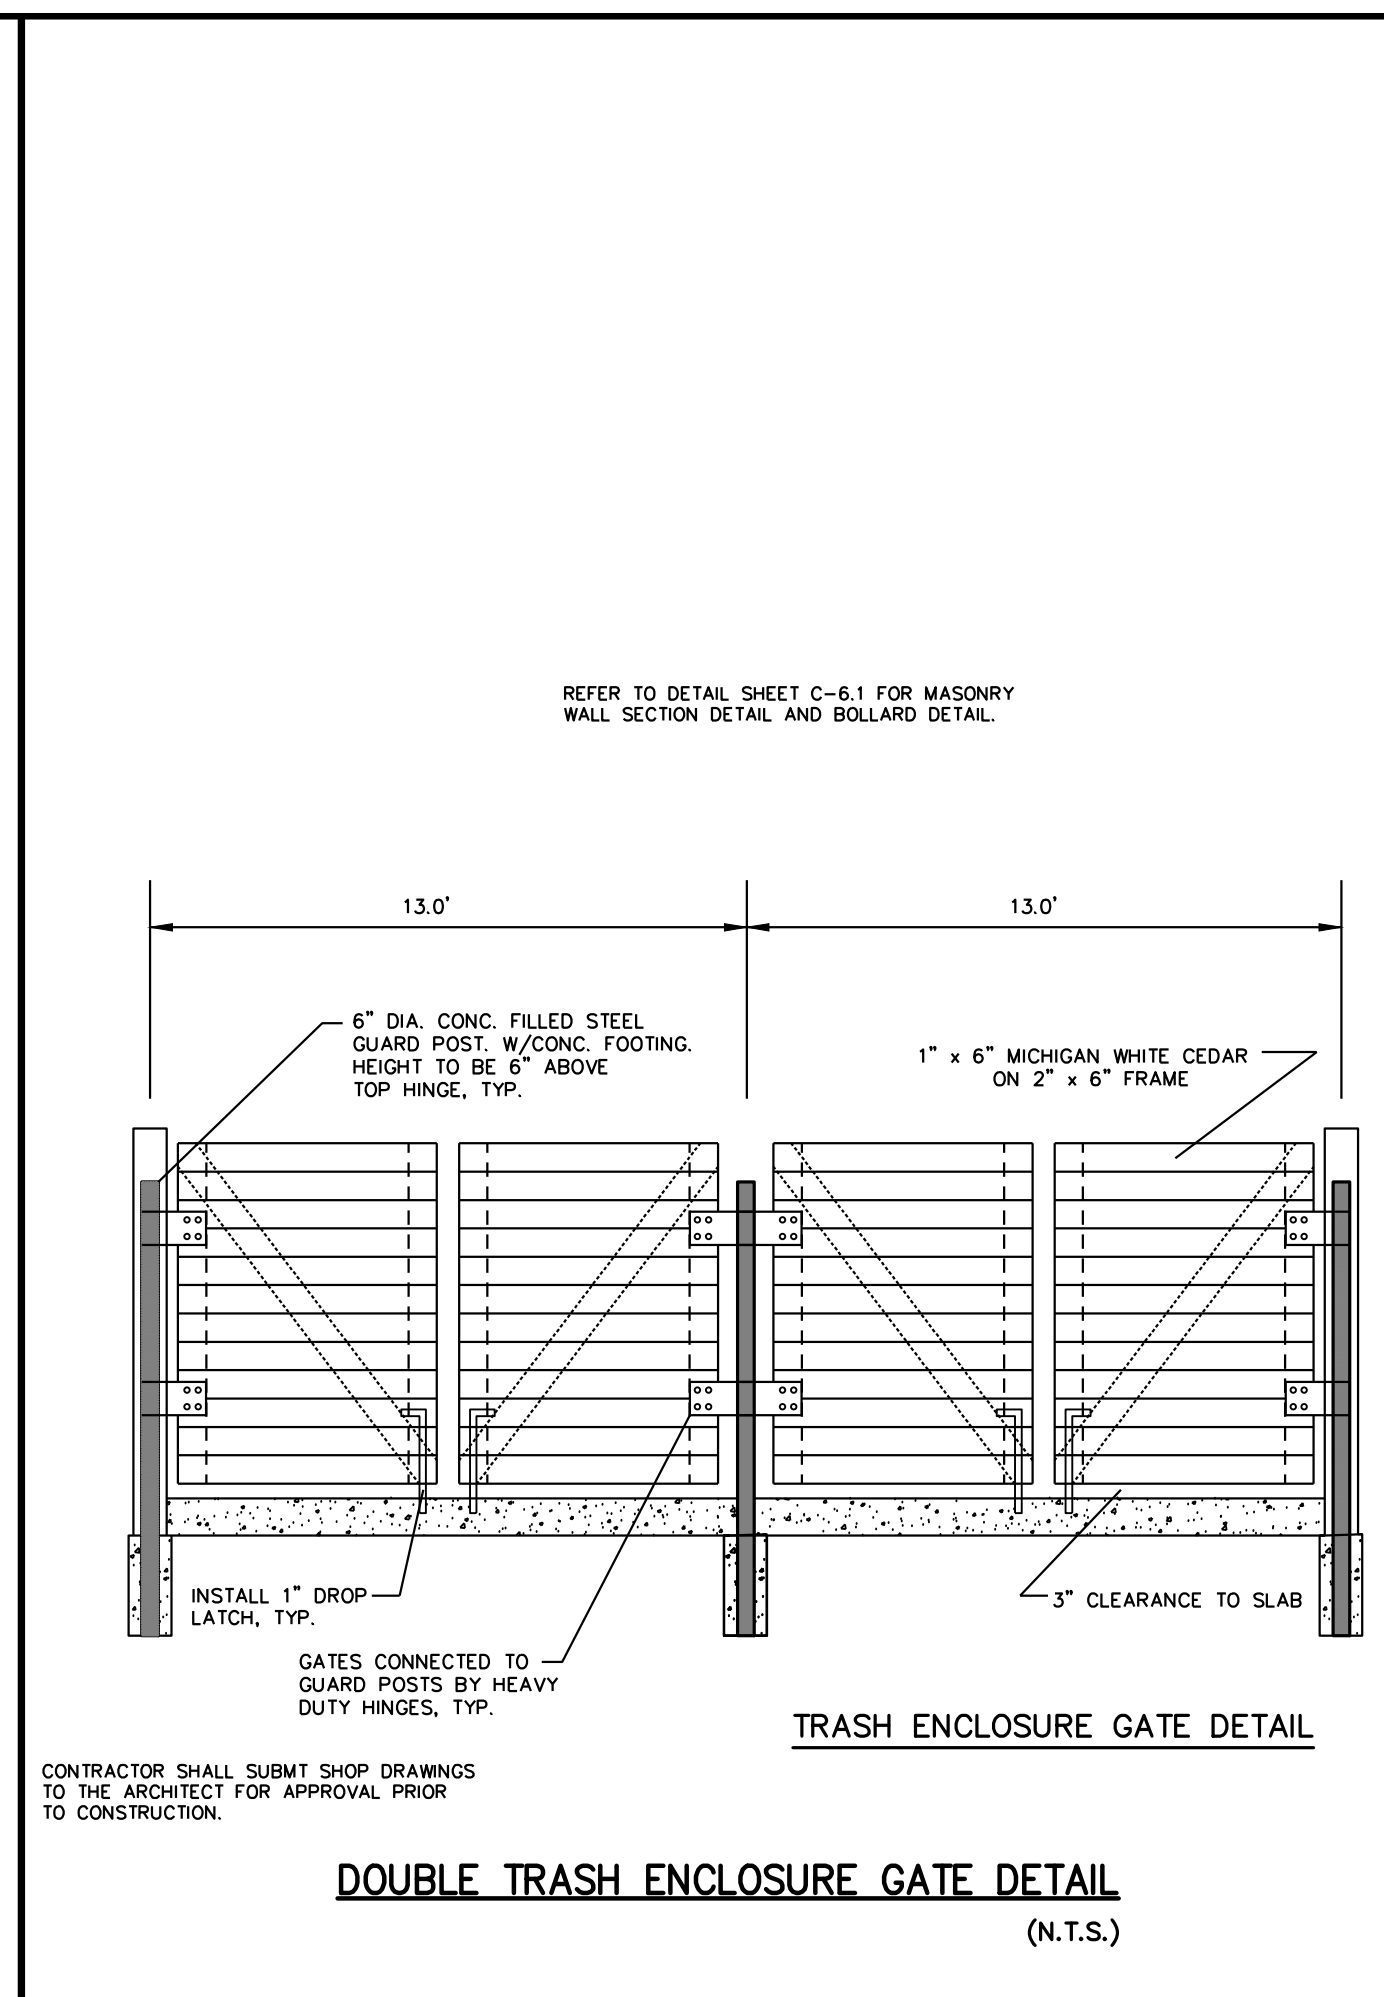 REFER TO DETAIL SHEET C-6.1 FOR MASONRY
WALL SECTION DETAIL AND BOLLARD DETAIL.
13.0'
13.0'
6" DIA. CONC. FILLED STEEL
GUARD POST. W/CONC. FOOTING.
HEIGHT TO BE 6" ABOVE
TOP HINGE, TYP.
1" x 6" MICHIGAN WHITE CEDAR
ON 2" x 6" FRAME
INSTALL 1" DROP
LATCH, TYP.
3" CLEARANCE TO SLAB
GATES CONNECTED TO
GUARD POSTS BY HEAVY
DUTY HINGES, TYP.
TRASH ENCLOSURE GATE DETAIL
CONTRACTOR SHALL SUBMT SHOP DRAWINGS
TO THE ARCHITECT FOR APPROVAL PRIOR
TO CONSTRUCTION.
DOUBLE TRASH ENCLOSURE GATE DETAIL
(N.T.S.)